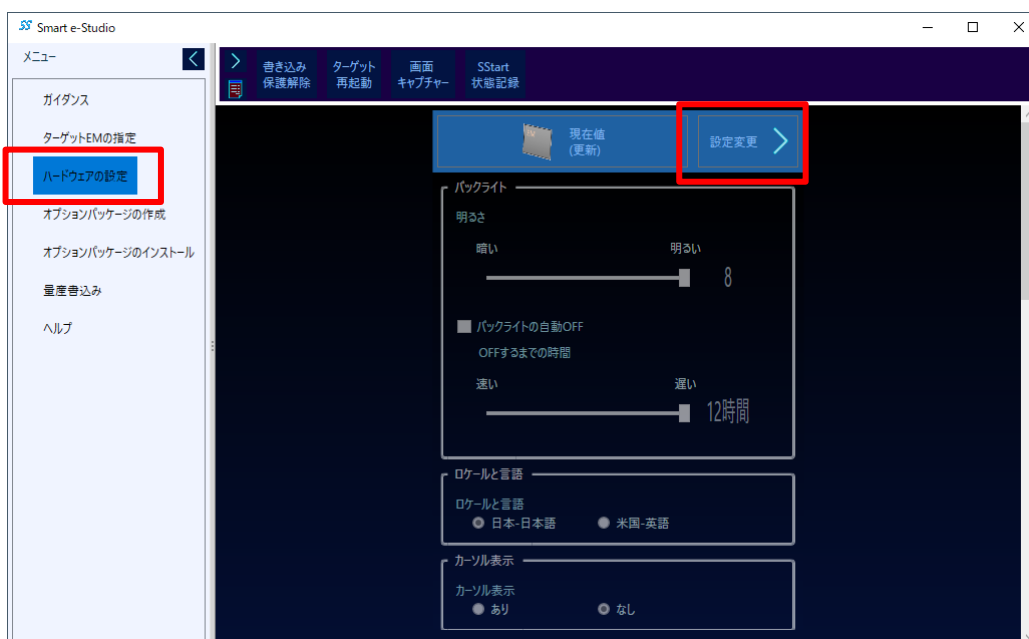 Smart e-Studio
メニュー
ガイダンス
ターゲットEMの指定
ハードウェアの設定
オプションパッケージの作成
オプションパッケージのインストール
量産書込み
ヘルプ
書き込み
保護解除
ターゲット
再起動
画面
キャプチャー
SStart
状態記録
現在値
(更新)
設定変更
バックライト
明るさ
暗い 明るい
8
バックライトの自動OFF
OFFするまでの時間
速い 遅い
12時間
ロケールと言語
ロケールと言語
日本-日本語 米国-英語
カーソル表示
カーソル表示
あり なし